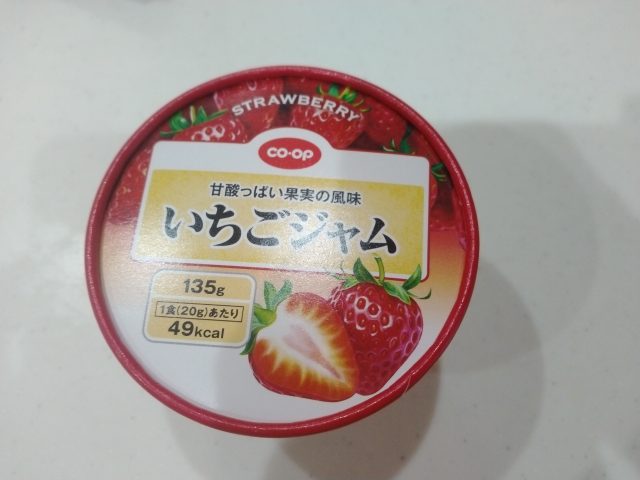 STRAWBERRY
CO·OP
甘酸っぱい果実の風味
いちごジャム
135g
1食(20g)あたり
49kcal